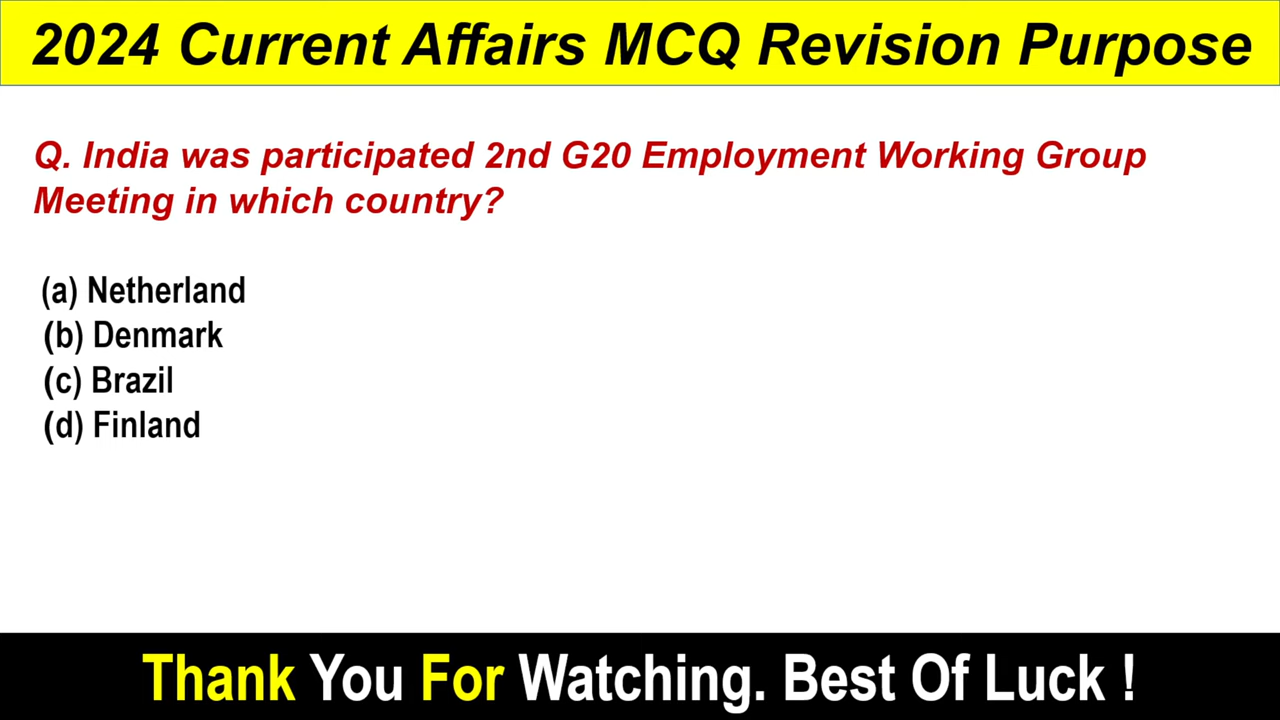 2024 Current Affairs MCQ Revision Purpose
Q. India was participated 2nd G20 Employment Working Group
Meeting in which country?
(a) Netherland
(b) Denmark
(c) Brazil
(d) Finland
Thank You For Watching. Best Of Luck !